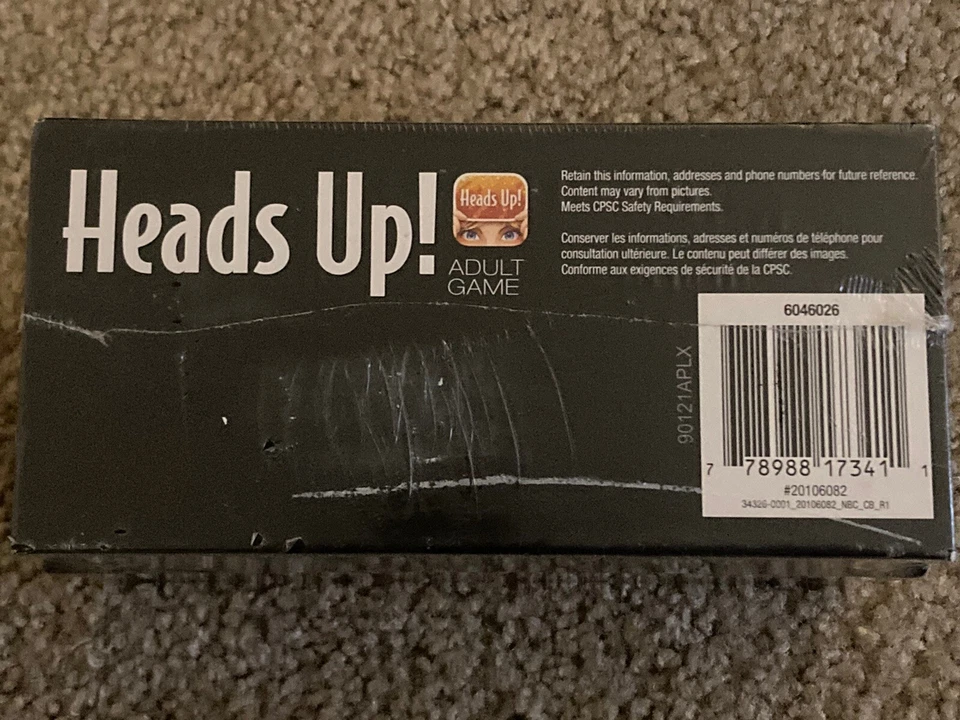 Heads Up!
Heads Up!
ADULT
GAME
Retain this information, addresses and phone numbers for future reference.
Content may vary from pictures.
Meets CPSC Safety Requirements.
Conserver les informations, adresses et numéros de téléphone pour
consultation ultérieure. Le contenu peut différer des images.
Conforme aux exigences de sécurité de la CPSC.
90121APLX
6046026
7 78988 17341 1
#20106082
34326-0001_20106082_NBC_CB_R1